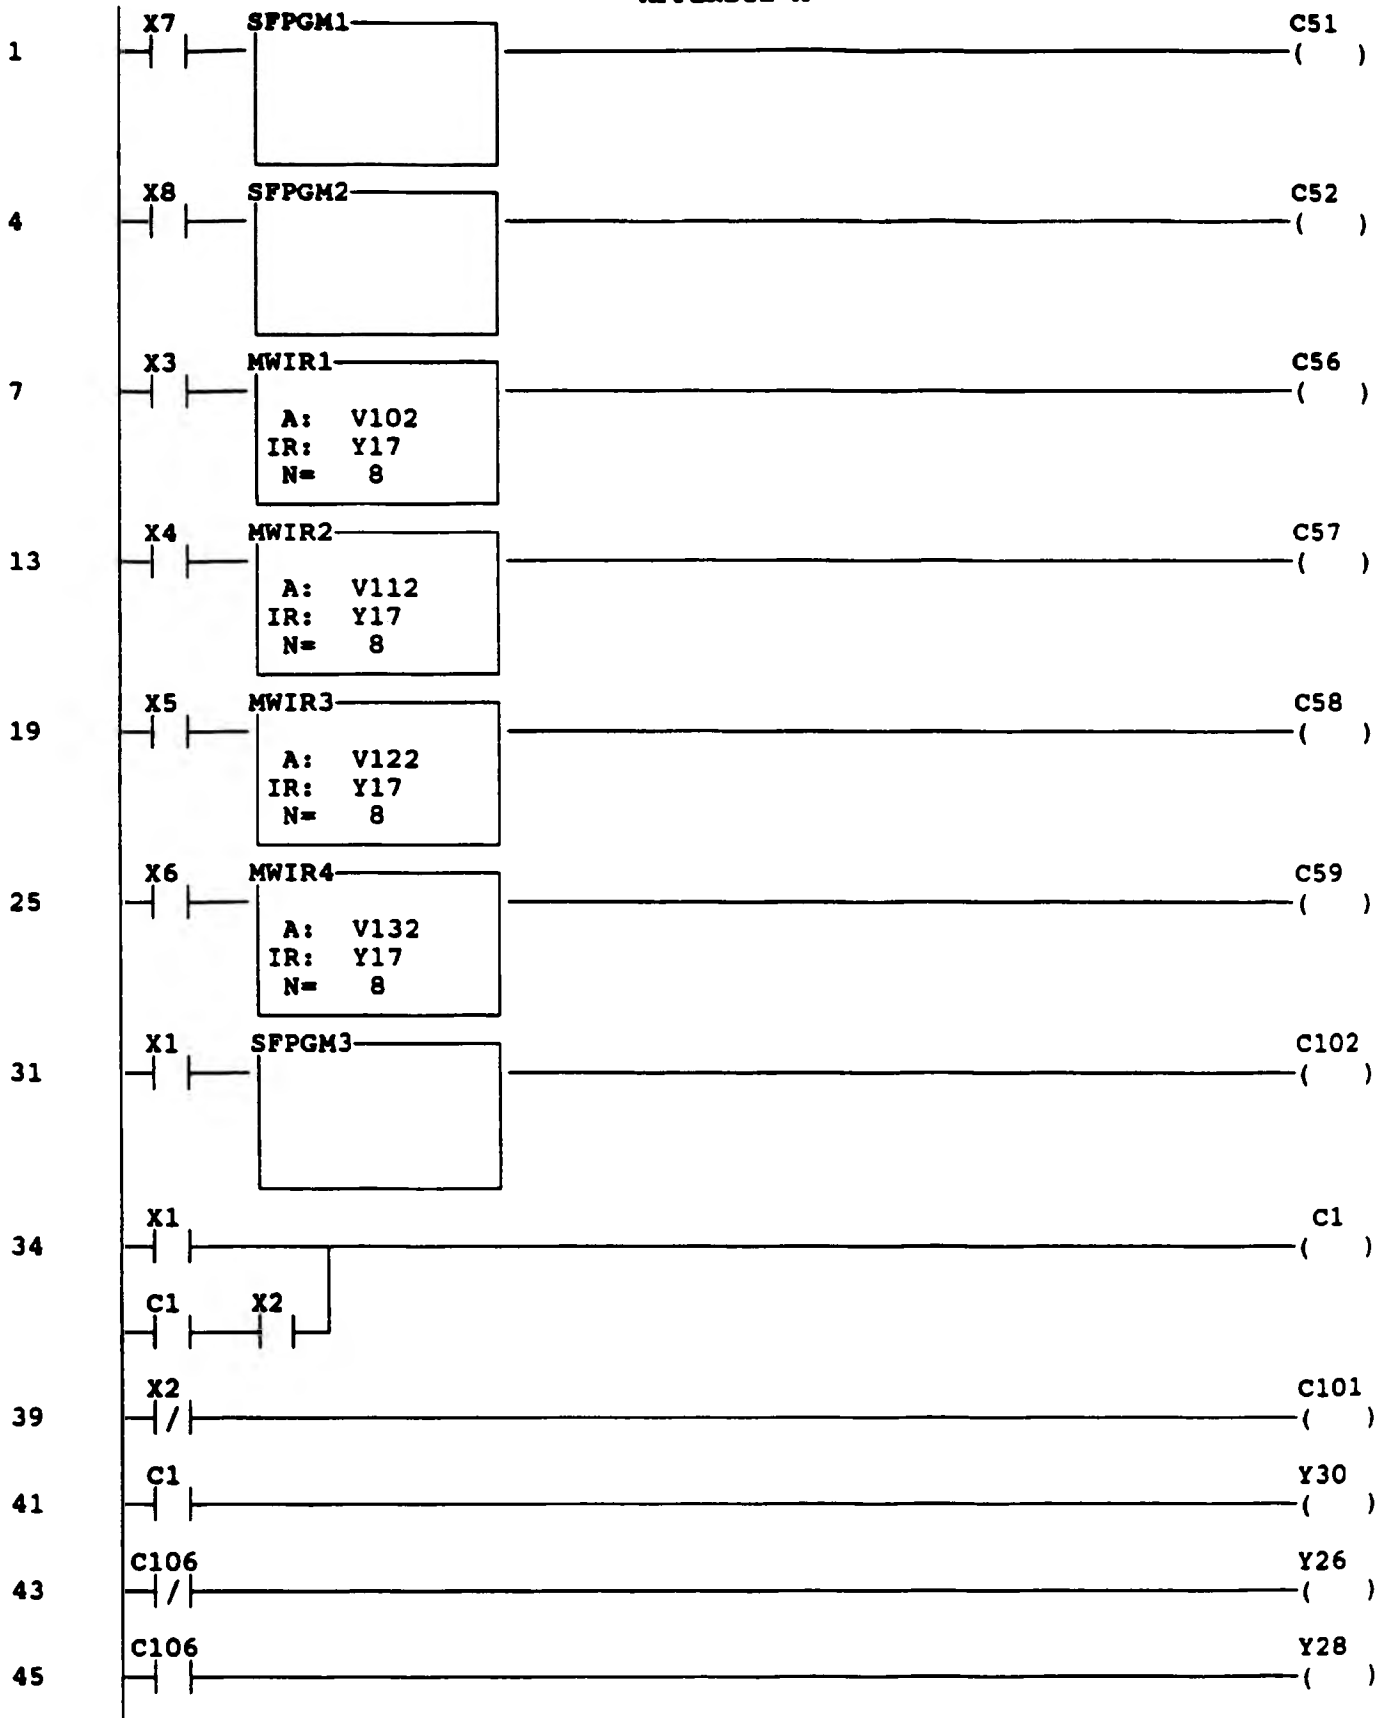 X7 SFPGM1 C51
1 ( )
X8 SFPGM2 C52
4 ( )
X3 MWIR1 C56
7 ( )
A: V102
IR: Y17
N= 8
X4 MWIR2 C57
13 ( )
A: V112
IR: Y17
N= 8
X5 MWIR3 C58
19 ( )
A: V122
IR: Y17
N= 8
X6 MWIR4 C59
25 ( )
A: V132
IR: Y17
N= 8
X1 SFPGM3 C102
31 ( )
X1 C1
34 ( )
C1 X2
X2 C101
39 / ( )
C1 Y30
41 ( )
C106 Y26
43 / ( )
C106 Y28
45 ( )